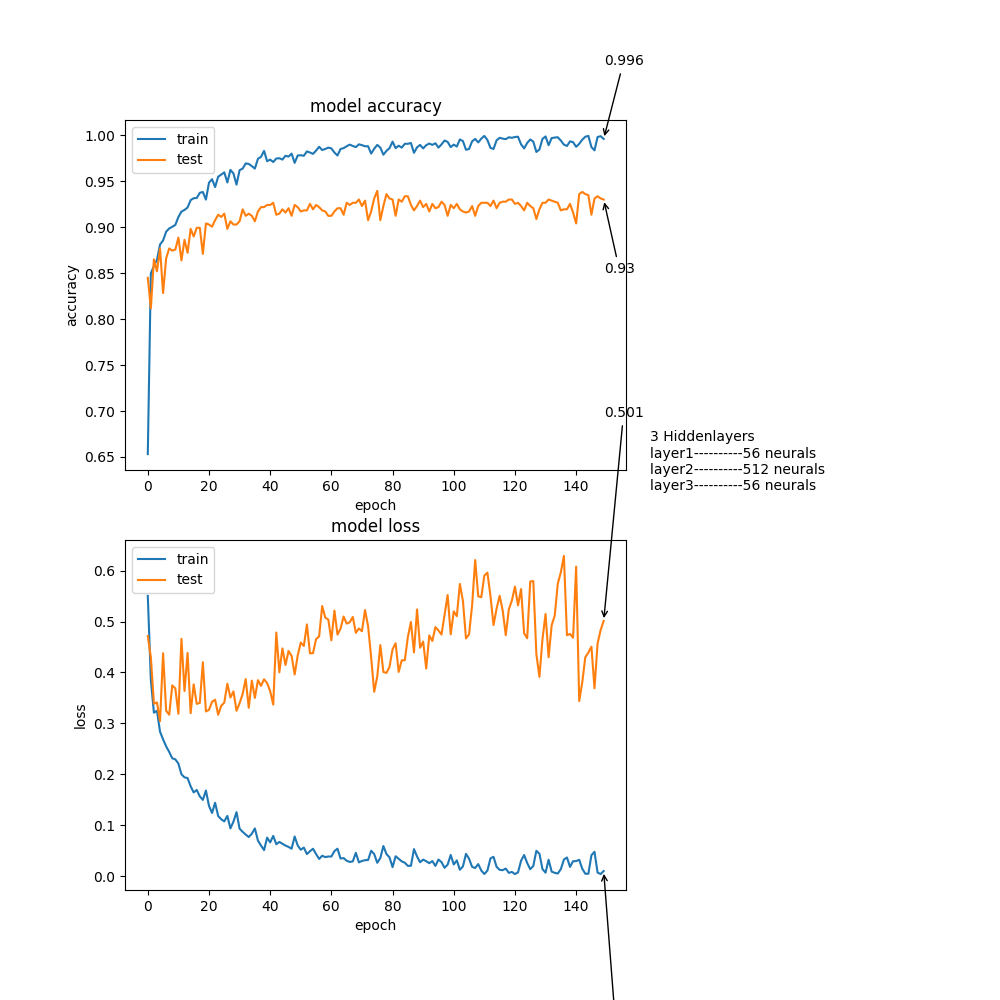 0.996
model accuracy
train
test
1.00
0.95
0.90
0.85
0.80
0.75
0.70
0.65
accuracy
0 20 40 60 80 100 120 140
epoch
0.93
0.501
3 Hiddenlayers
layer1----------56 neurals
layer2----------512 neurals
layer3----------56 neurals
model loss
train
test
0.6
0.5
0.4
0.3
0.2
0.1
0.0
loss
0 20 40 60 80 100 120 140
epoch